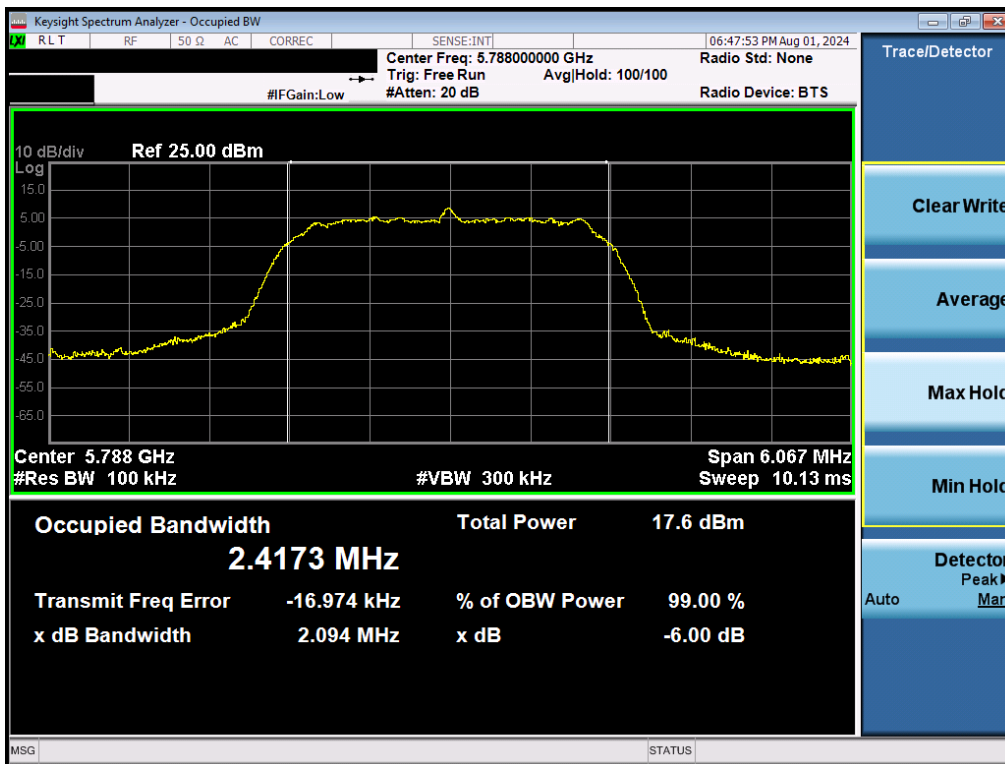 Keysight Spectrum Analyzer - Occupied BW
LXI RLT RF 50 Ω AC CORREC SENSE:INT 06:47:53 PM Aug 01, 2024
Center Freq: 5.788000000 GHz Radio Std: None
Trig: Free Run Avg|Hold: 100/100
#IFGain:Low #Atten: 20 dB Radio Device: BTS
Trace/Detector
10 dB/div Ref 25.00 dBm
Log
15.0
5.00
-5.00
-15.0
-25.0
-35.0
-45.0
-55.0
-65.0
Center 5.788 GHz Span 6.067 MHz
#Res BW 100 kHz #VBW 300 kHz Sweep 10.13 ms
Occupied Bandwidth Total Power 17.6 dBm
2.4173 MHz
Transmit Freq Error -16.974 kHz % of OBW Power 99.00 %
x dB Bandwidth 2.094 MHz x dB -6.00 dB
Clear Write
Average
Max Hold
Min Hold
Detector
Peak
Auto Man
MSG STATUS